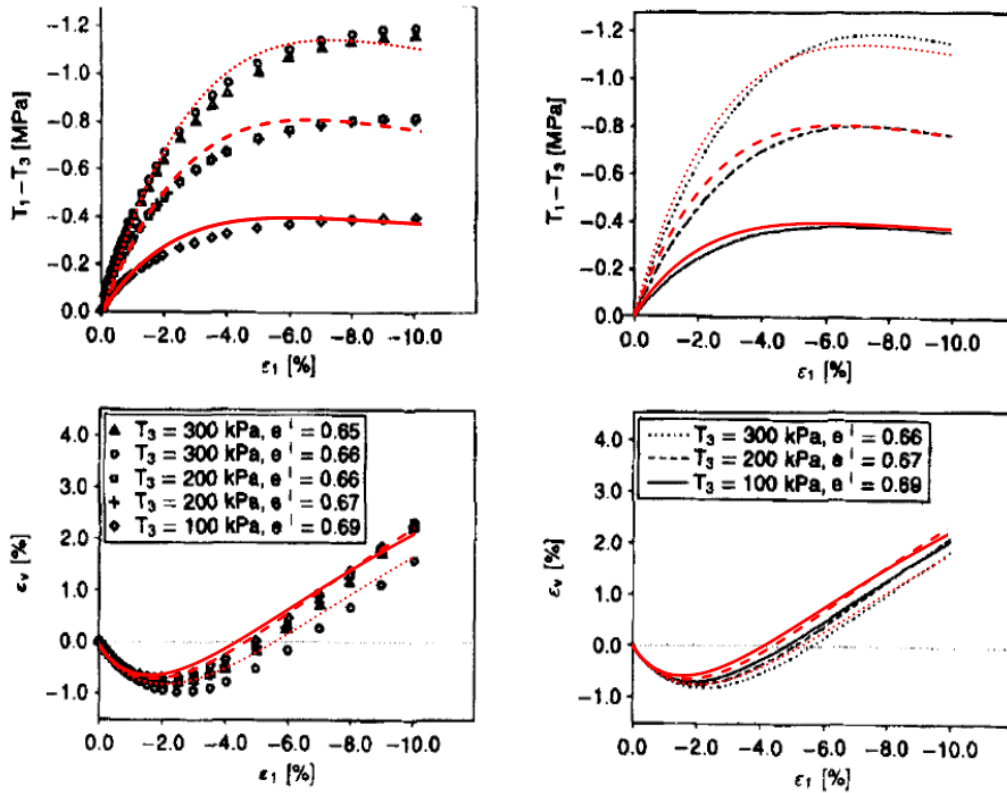 -1.2
-1.0
-0.8
-0.6
-0.4
-0.2
0.0
T₁-T₃ [MPa]
0.0 -2.0 -4.0 -6.0 -8.0 -10.0
ε₁ [%]
-1.2
-1.0
-0.8
-0.6
-0.4
-0.2
0.0
T₁-T₃ [MPa]
0.0 -2.0 -4.0 -6.0 -8.0 -10.0
ε₁ [%]
4.0
3.0
2.0
1.0
0.0
-1.0
εᵥ [%]
T₃ = 300 kPa, e ⁱ = 0.65
T₃ = 300 kPa, e ⁱ = 0.66
T₃ = 200 kPa, e ⁱ = 0.66
T₃ = 200 kPa, e ⁱ = 0.67
T₃ = 100 kPa, e ⁱ = 0.69
0.0 -2.0 -4.0 -6.0 -8.0 -10.0
ε₁ [%]
4.0
3.0
2.0
1.0
0.0
-1.0
εᵥ [%]
T₃ = 300 kPa, e ⁱ = 0.66
T₃ = 200 kPa, e ⁱ = 0.67
T₃ = 100 kPa, e ⁱ = 0.69
0.0 -2.0 -4.0 -6.0 -8.0 -10.0
ε₁ [%]